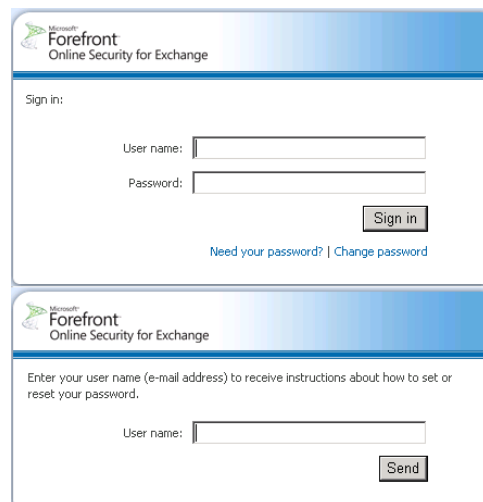 Microsoft
Forefront
Online Security for Exchange
Sign in:
User name:
Password:
Sign in
Need your password? | Change password
Microsoft
Forefront
Online Security for Exchange
Enter your user name (e-mail address) to receive instructions about how to set or
reset your password.
User name:
Send